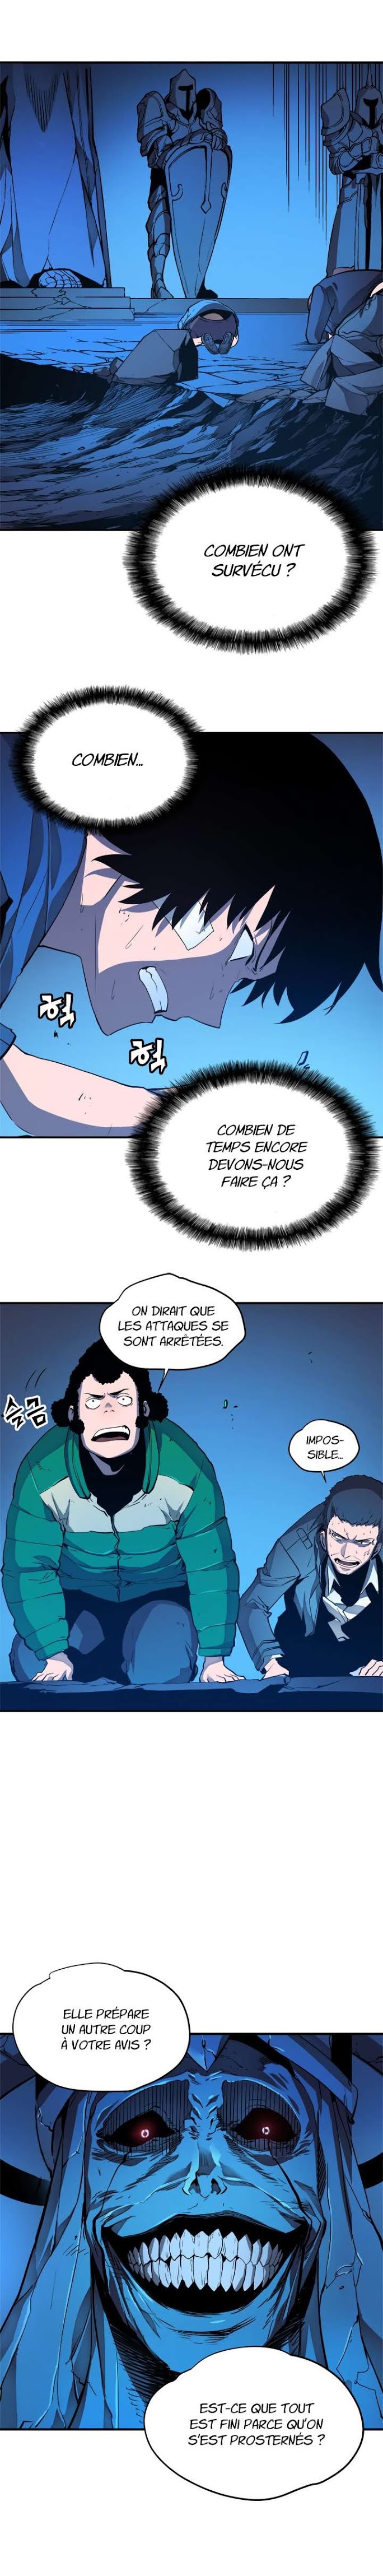 COMBIEN ONT
SURVÉCU ?
COMBIEN...
헉
헉
COMBIEN DE
TEMPS ENCORE
DEVONS-NOUS
FAIRE ÇA ?
ON DIRAIT QUE
LES ATTAQUES SE
SONT ARRÊTÉES.
슬금
IMPOS-
SIBLE...
ELLE PRÉPARE
UN AUTRE COUP
À VOTRE AVIS ?
EST-CE QUE TOUT
EST FINI PARCE QU'ON
S'EST PROSTERNÉS ?